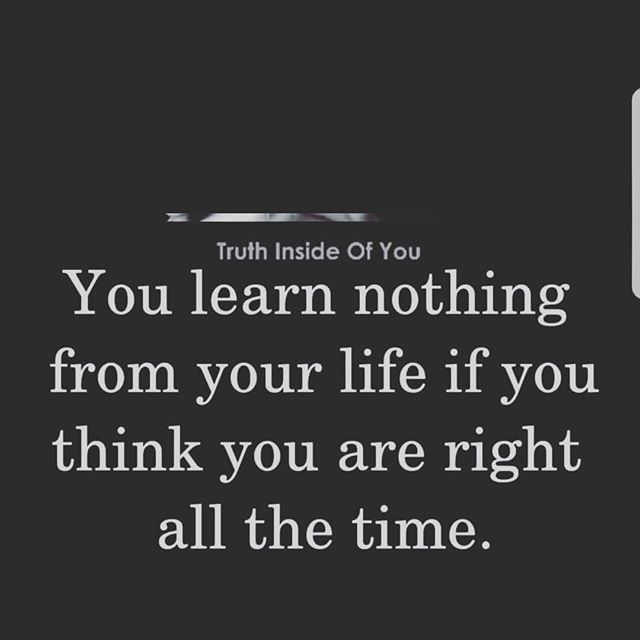 Truth Inside Of You
You learn nothing
from your life if you
think you are right
all the time.